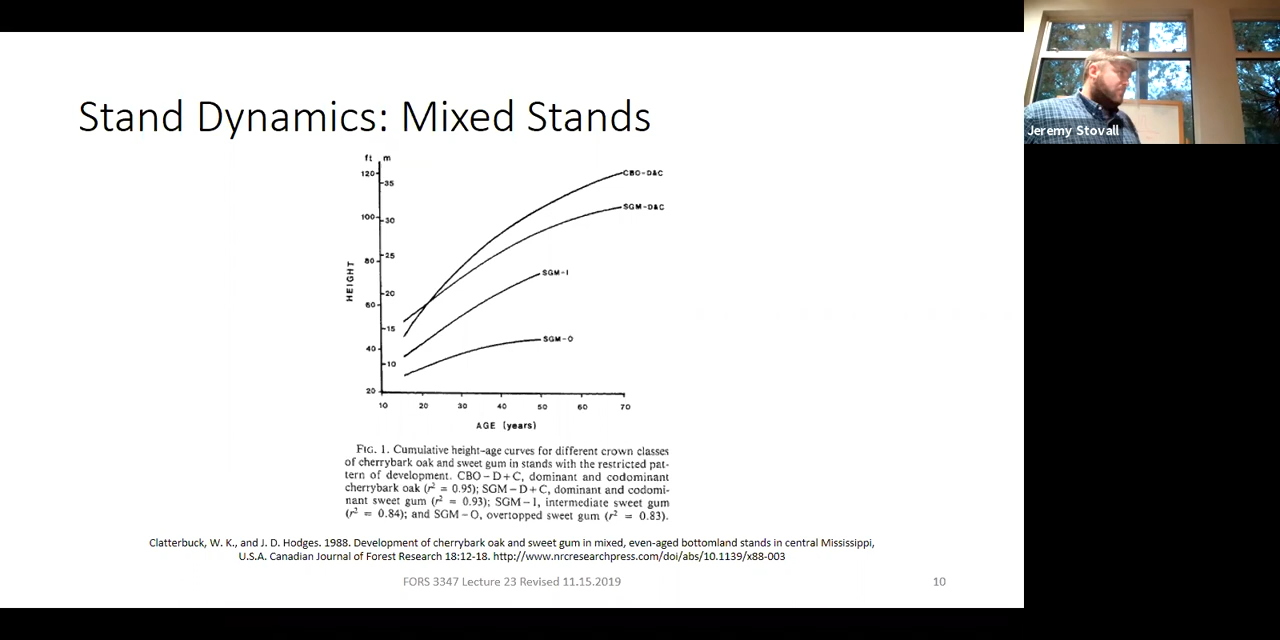 Stand Dynamics: Mixed Stands
ft m
120
35
100
30
80
25
20
60
15
40
10
20
HEIGHT
CBO-D&C
SGM-D&C
SGM-I
SGM-O
10 20 30 40 50 60 70
AGE (years)
FIG. 1. Cumulative height-age curves for different crown classes
of cherrybark oak and sweet gum in stands with the restricted pat-
tern of development. CBO – D + C, dominant and codominant
cherrybark oak (r² = 0.95); SGM – D + C, dominant and codomi-
nant sweet gum (r² = 0.93); SGM – I, intermediate sweet gum
(r² = 0.84); and SGM – O, overtopped sweet gum (r² = 0.83).
Clatterbuck, W. K., and J. D. Hodges. 1988. Development of cherrybark oak and sweet gum in mixed, even-aged bottomland stands in central Mississippi,
U.S.A. Canadian Journal of Forest Research 18:12-18. http://www.nrcresearchpress.com/doi/abs/10.1139/x88-003
FORS 3347 Lecture 23 Revised 11.15.2019
10
Jeremy Stovall